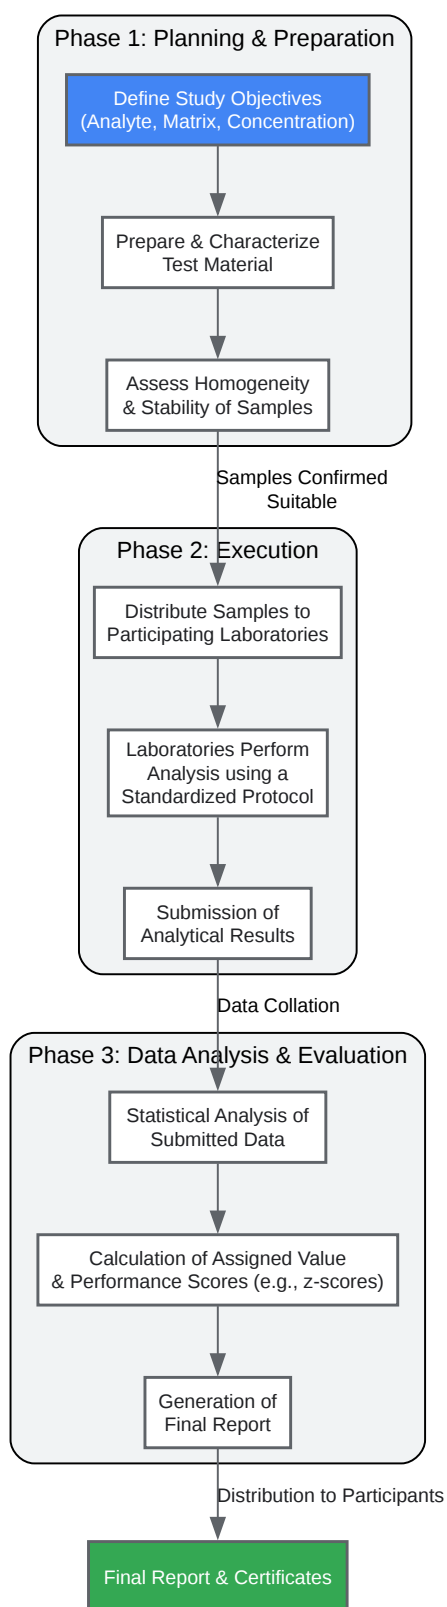 Phase 1: Planning & Preparation
Define Study Objectives
(Analyte, Matrix, Concentration)
Prepare & Characterize
Test Material
Assess Homogeneity
& Stability of Samples
Samples Confirmed
Suitable
Phase 2: Execution
Distribute Samples to
Participating Laboratories
Laboratories Perform
Analysis using a
Standardized Protocol
Submission of
Analytical Results
Data Collation
Phase 3: Data Analysis & Evaluation
Statistical Analysis of
Submitted Data
Calculation of Assigned Value
& Performance Scores (e.g., z-scores)
Generation of
Final Report
Distribution to Participants
Final Report & Certificates